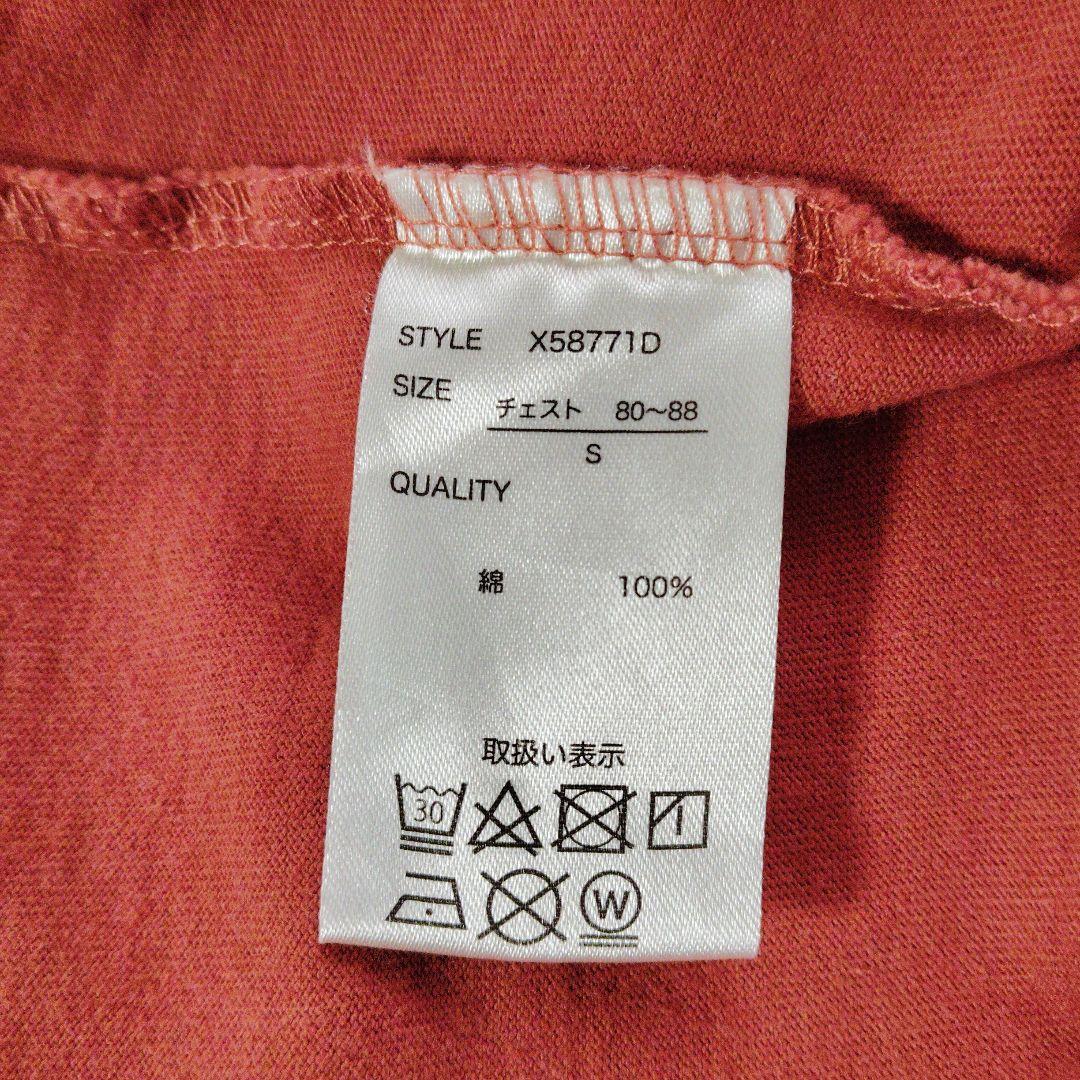 STYLE X58771D
SIZE チェスト 80～88
S
QUALITY
綿 100%
取扱い表示
30
W